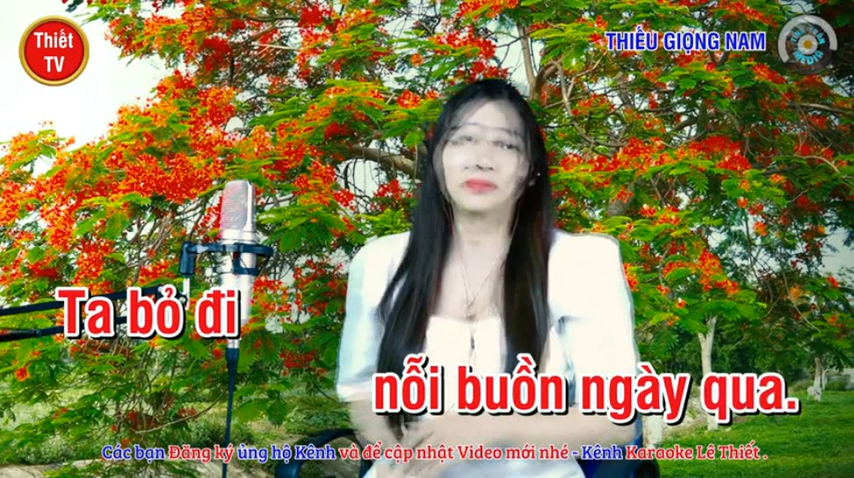 Thiết
TV
THIẾU GIỌNG NAM
MEDIA
Ta bỏ đi
nỗi buồn ngày qua.
Các bạn Đăng ký ủng hộ Kênh và để cập nhật Video mới nhé - Kênh Karaoke Lê Thiết .